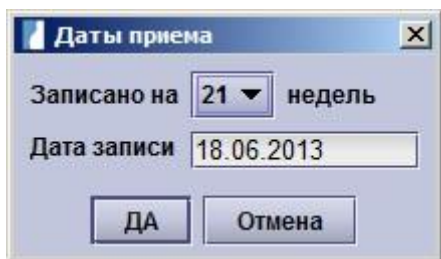 Даты приема
Записано на 21 недель
Дата записи 18.06.2013
ДА Отмена